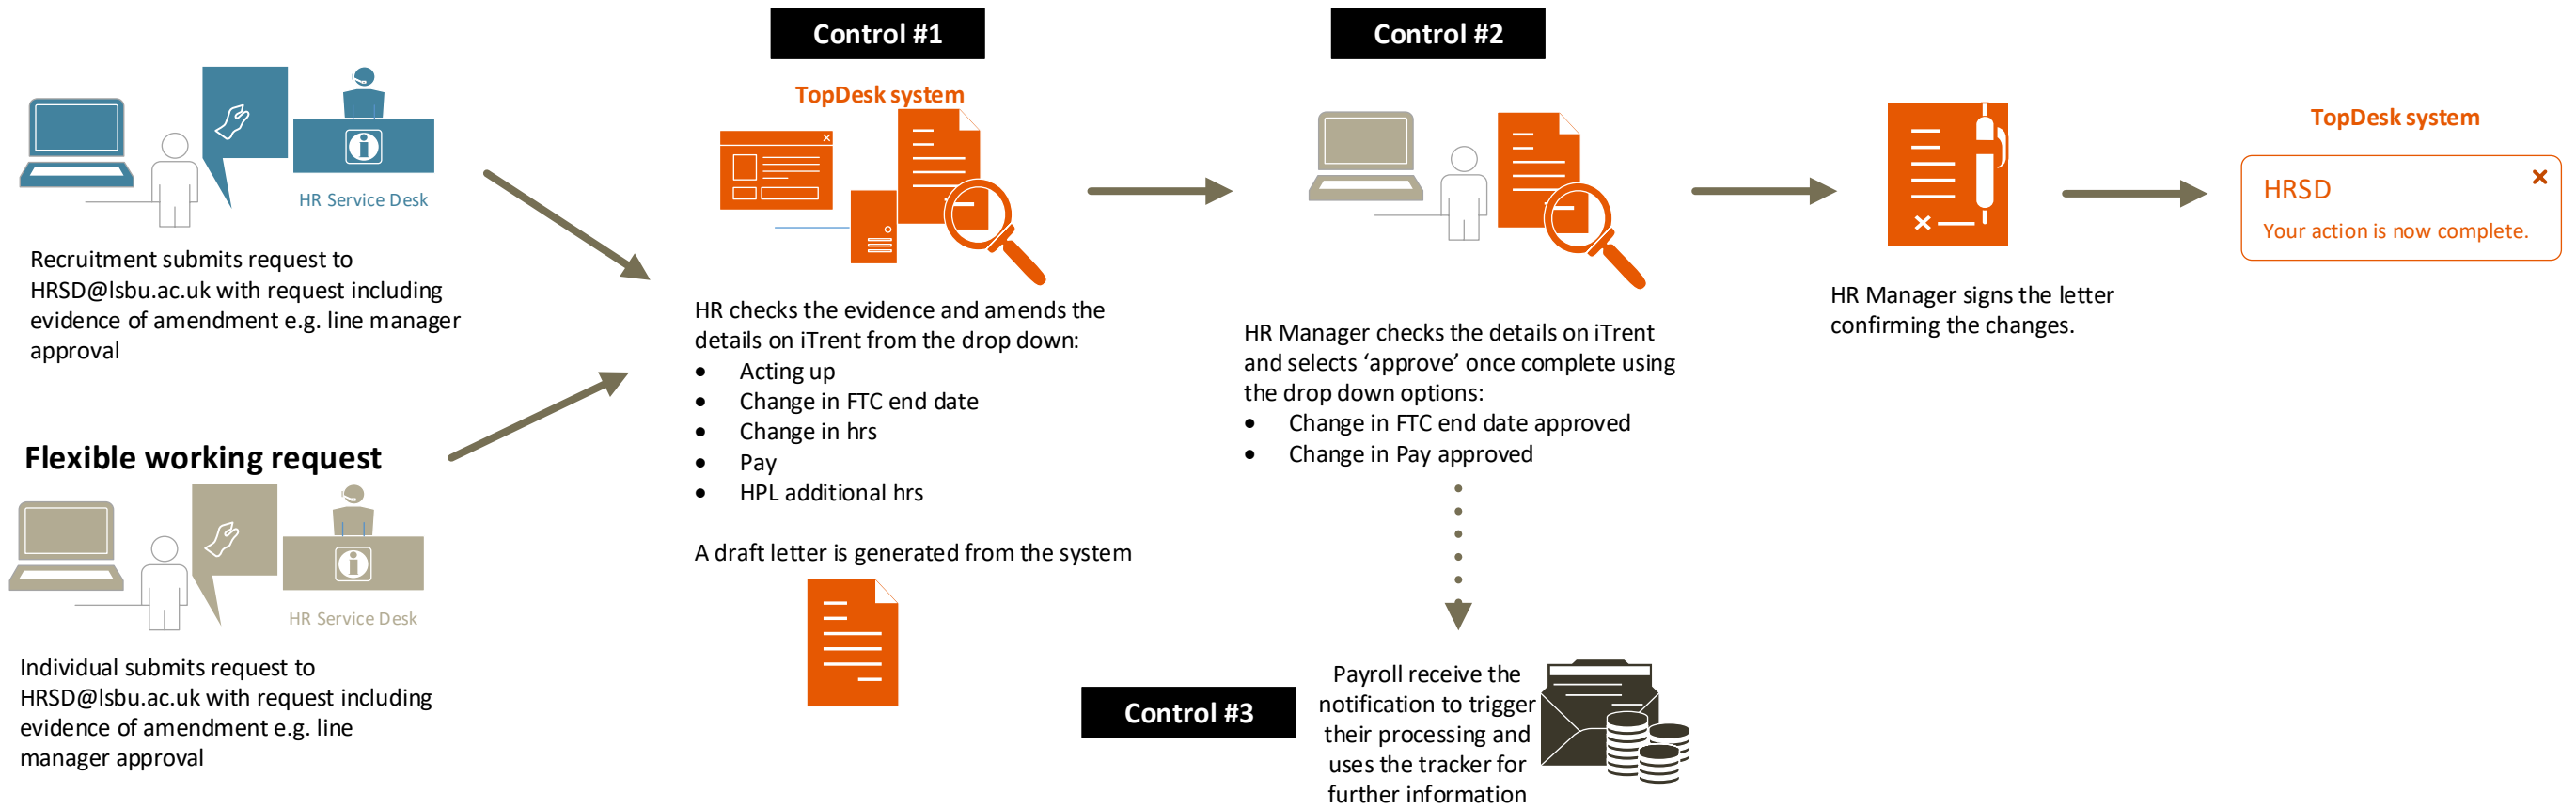 HR Service Desk
Recruitment submits request to
HRSD@lsbu.ac.uk with request including
evidence of amendment e.g. line manager
approval
Flexible working request
HR Service Desk
Individual submits request to
HRSD@lsbu.ac.uk with request including
evidence of amendment e.g. line
manager approval
Control #1
TopDesk system
HR checks the evidence and amends the
details on iTrent from the drop down:
• Acting up
• Change in FTC end date
• Change in hrs
• Pay
• HPL additional hrs
A draft letter is generated from the system
Control #2
HR Manager checks the details on iTrent
and selects ‘approve’ once complete using
the drop down options:
• Change in FTC end date approved
• Change in Pay approved
Control #3
Payroll receive the
notification to trigger
their processing and
uses the tracker for
further information
HR Manager signs the letter
confirming the changes.
TopDesk system
HRSD
Your action is now complete.